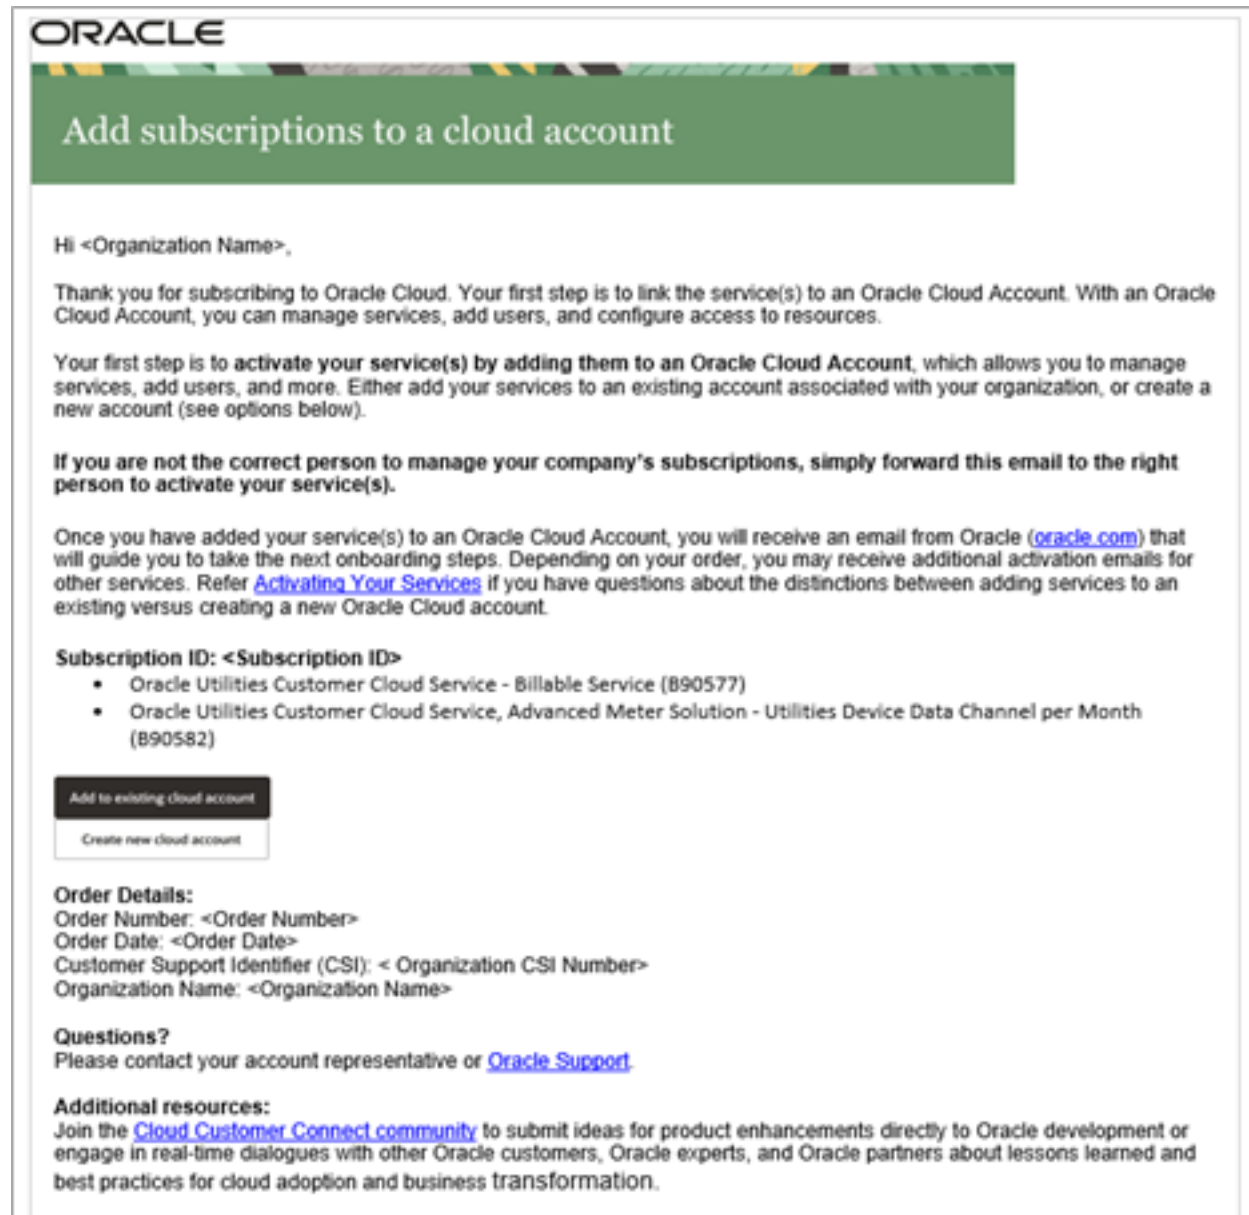 ORACLE
Add subscriptions to a cloud account
Hi <Organization Name>,
Thank you for subscribing to Oracle Cloud. Your first step is to link the service(s) to an Oracle Cloud Account. With an Oracle
Cloud Account, you can manage services, add users, and configure access to resources.
Your first step is to activate your service(s) by adding them to an Oracle Cloud Account, which allows you to manage
services, add users, and more. Either add your services to an existing account associated with your organization, or create a
new account (see options below).
If you are not the correct person to manage your company's subscriptions, simply forward this email to the right
person to activate your service(s).
Once you have added your service(s) to an Oracle Cloud Account, you will receive an email from Oracle (oracle.com) that
will guide you to take the next onboarding steps. Depending on your order, you may receive additional activation emails for
other services. Refer Activating Your Services if you have questions about the distinctions between adding services to an
existing versus creating a new Oracle Cloud account.
Subscription ID: <Subscription ID>
• Oracle Utilities Customer Cloud Service - Billable Service (B90577)
• Oracle Utilities Customer Cloud Service, Advanced Meter Solution - Utilities Device Data Channel per Month
(B90582)
Add to existing cloud account
Create new cloud account
Order Details:
Order Number: <Order Number>
Order Date: <Order Date>
Customer Support Identifier (CSI): < Organization CSI Number>
Organization Name: <Organization Name>
Questions?
Please contact your account representative or Oracle Support.
Additional resources:
Join the Cloud Customer Connect community to submit ideas for product enhancements directly to Oracle development or
engage in real-time dialogues with other Oracle customers, Oracle experts, and Oracle partners about lessons learned and
best practices for cloud adoption and business transformation.